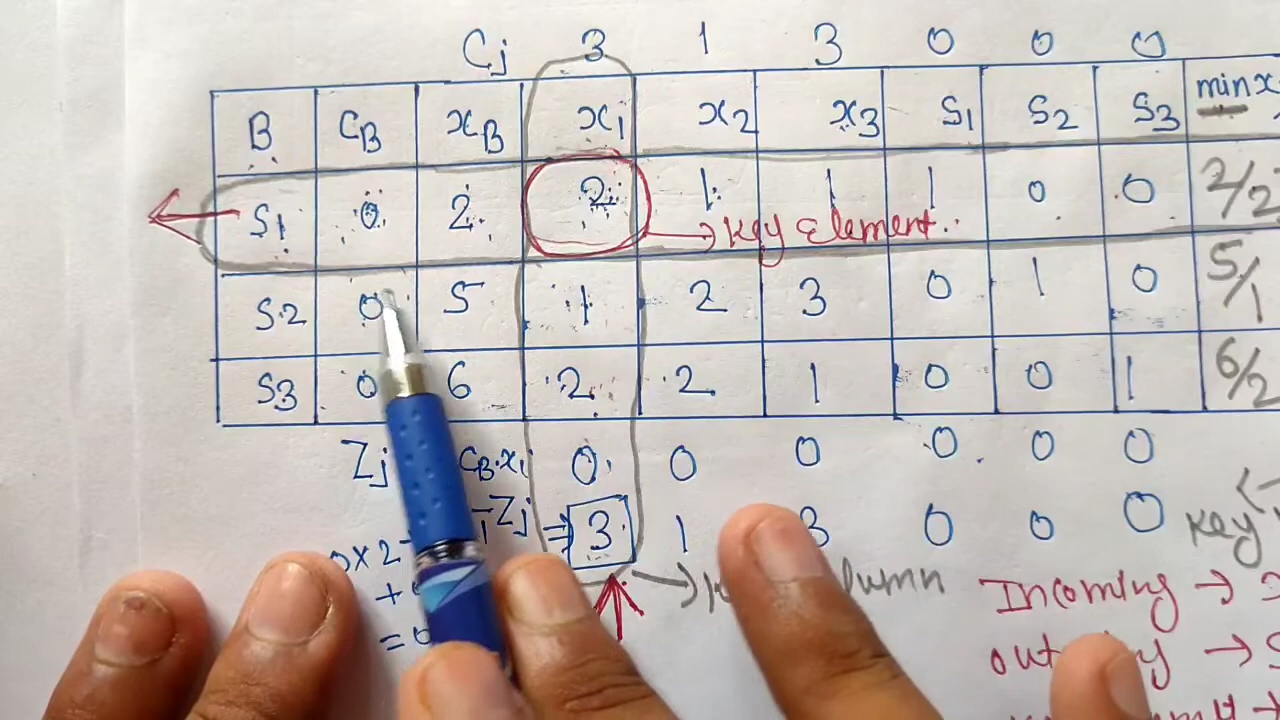 Cj 3 1 3 0 0 0
B CB xB x1 x2 x3 S1 S2 S3 min x
S1 0 2 2 1 1 1 0 0 2/2
→ Key Element.
S2 0 5 1 2 3 0 1 0 5/1
S3 0 6 2 2 1 0 0 1 6/2
Zj CB.xi 0 0 0 0 0 0
-Zj ⇒ 3 1 3 0 0 0 Key
0x2
+
=0
Incoming →
→
→